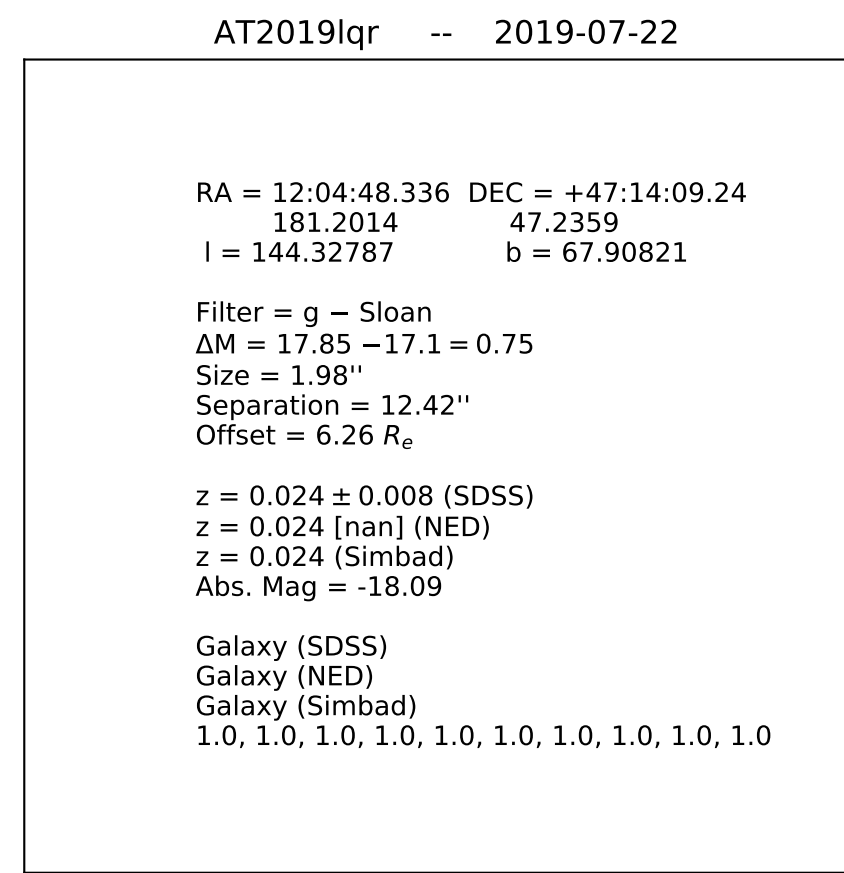 AT2019lqr -- 2019-07-22
RA = 12:04:48.336 DEC = +47:14:09.24
181.2014 47.2359
l = 144.32787 b = 67.90821
Filter = g − Sloan
ΔM = 17.85 −17.1 = 0.75
Size = 1.98''
Separation = 12.42''
Offset = 6.26 Re
z = 0.024 ± 0.008 (SDSS)
z = 0.024 [nan] (NED)
z = 0.024 (Simbad)
Abs. Mag = -18.09
Galaxy (SDSS)
Galaxy (NED)
Galaxy (Simbad)
1.0, 1.0, 1.0, 1.0, 1.0, 1.0, 1.0, 1.0, 1.0, 1.0